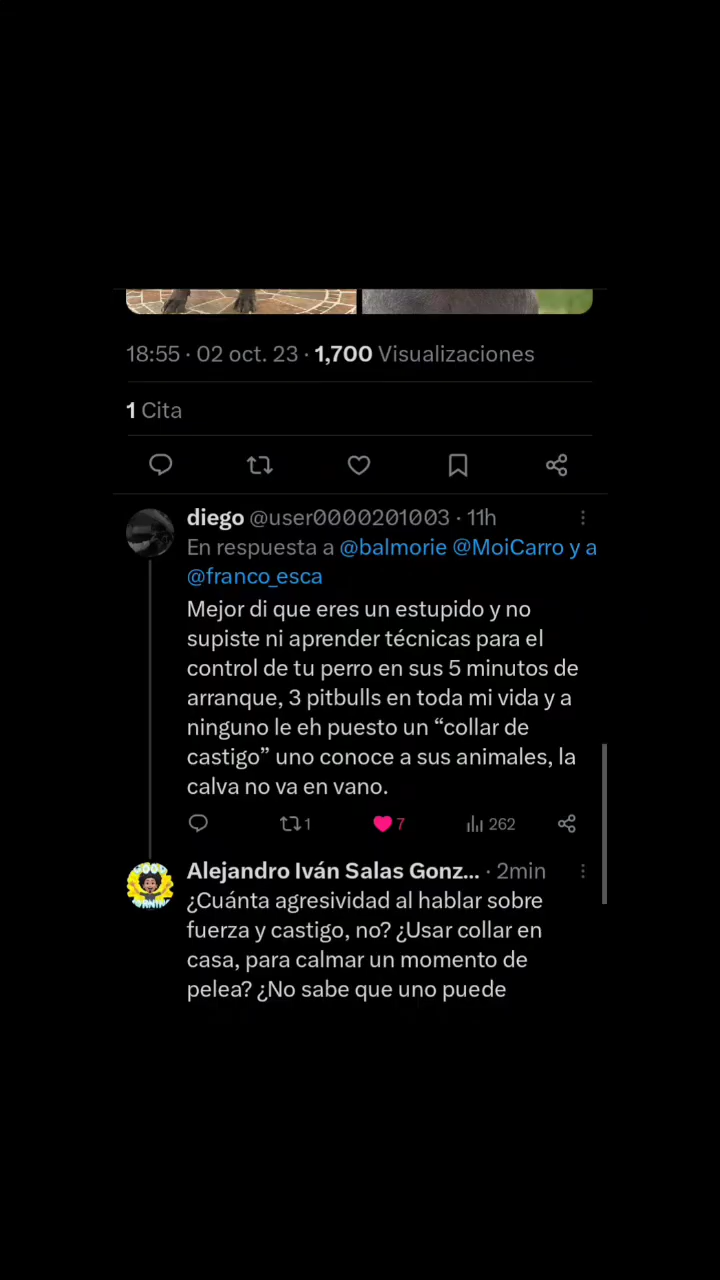 18:55 · 02 oct. 23 · 1,700 Visualizaciones
1 Cita
diego @user0000201003 · 11h
En respuesta a @balmorie @MoiCarro y a
@franco_esca
Mejor di que eres un estupido y no
supiste ni aprender técnicas para el
control de tu perro en sus 5 minutos de
arranque, 3 pitbulls en toda mi vida y a
ninguno le eh puesto un “collar de
castigo” uno conoce a sus animales, la
calva no va en vano.
1 7 262
Alejandro Iván Salas Gonz... · 2min
¿Cuánta agresividad al hablar sobre
fuerza y castigo, no? ¿Usar collar en
casa, para calmar un momento de
pelea? ¿No sabe que uno puede